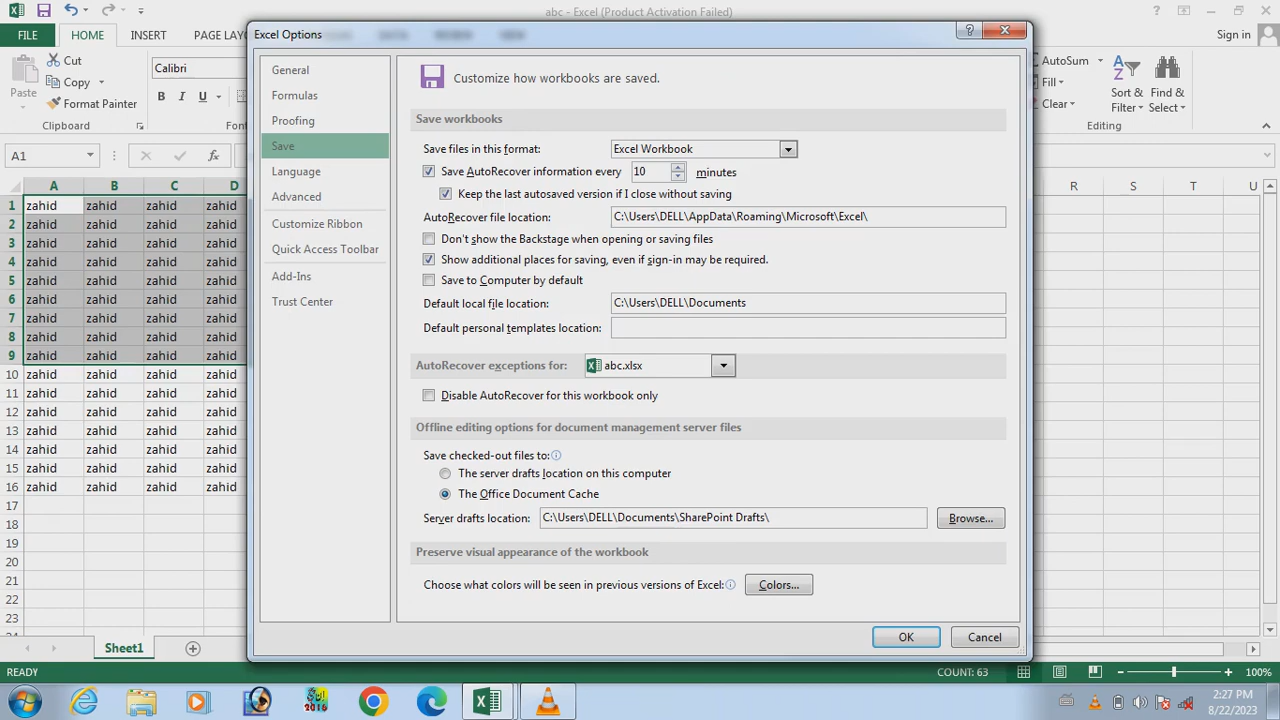 abc - Excel (Product Activation Failed)
FILE HOME INSERT PAGE LAY
Sign in
Cut
Copy
Format Painter
Paste
Clipboard
Calibri
B I U
Font
AutoSum
Fill
Clear
Sort & Filter
Find & Select
Editing
A1
fx
A B C D
R S T U
1 zahid zahid zahid zahid
2 zahid zahid zahid zahid
3 zahid zahid zahid zahid
4 zahid zahid zahid zahid
5 zahid zahid zahid zahid
6 zahid zahid zahid zahid
7 zahid zahid zahid zahid
8 zahid zahid zahid zahid
9 zahid zahid zahid zahid
10 zahid zahid zahid zahid
11 zahid zahid zahid zahid
12 zahid zahid zahid zahid
13 zahid zahid zahid zahid
14 zahid zahid zahid zahid
15 zahid zahid zahid zahid
16 zahid zahid zahid zahid
17
18
19
20
21
22
23
24
Excel Options
General
Formulas
Proofing
Save
Language
Advanced
Customize Ribbon
Quick Access Toolbar
Add-Ins
Trust Center
Customize how workbooks are saved.
Save workbooks
Save files in this format: Excel Workbook
Save AutoRecover information every 10 minutes
Keep the last autosaved version if I close without saving
AutoRecover file location: C:\Users\DELL\AppData\Roaming\Microsoft\Excel\
Don't show the Backstage when opening or saving files
Show additional places for saving, even if sign-in may be required.
Save to Computer by default
Default local file location: C:\Users\DELL\Documents
Default personal templates location:
AutoRecover exceptions for: abc.xlsx
Disable AutoRecover for this workbook only
Offline editing options for document management server files
Save checked-out files to:
The server drafts location on this computer
The Office Document Cache
Server drafts location: C:\Users\DELL\Documents\SharePoint Drafts\ Browse...
Preserve visual appearance of the workbook
Choose what colors will be seen in previous versions of Excel: Colors...
OK Cancel
Sheet1
READY COUNT: 63 100%
2:27 PM
8/22/2023